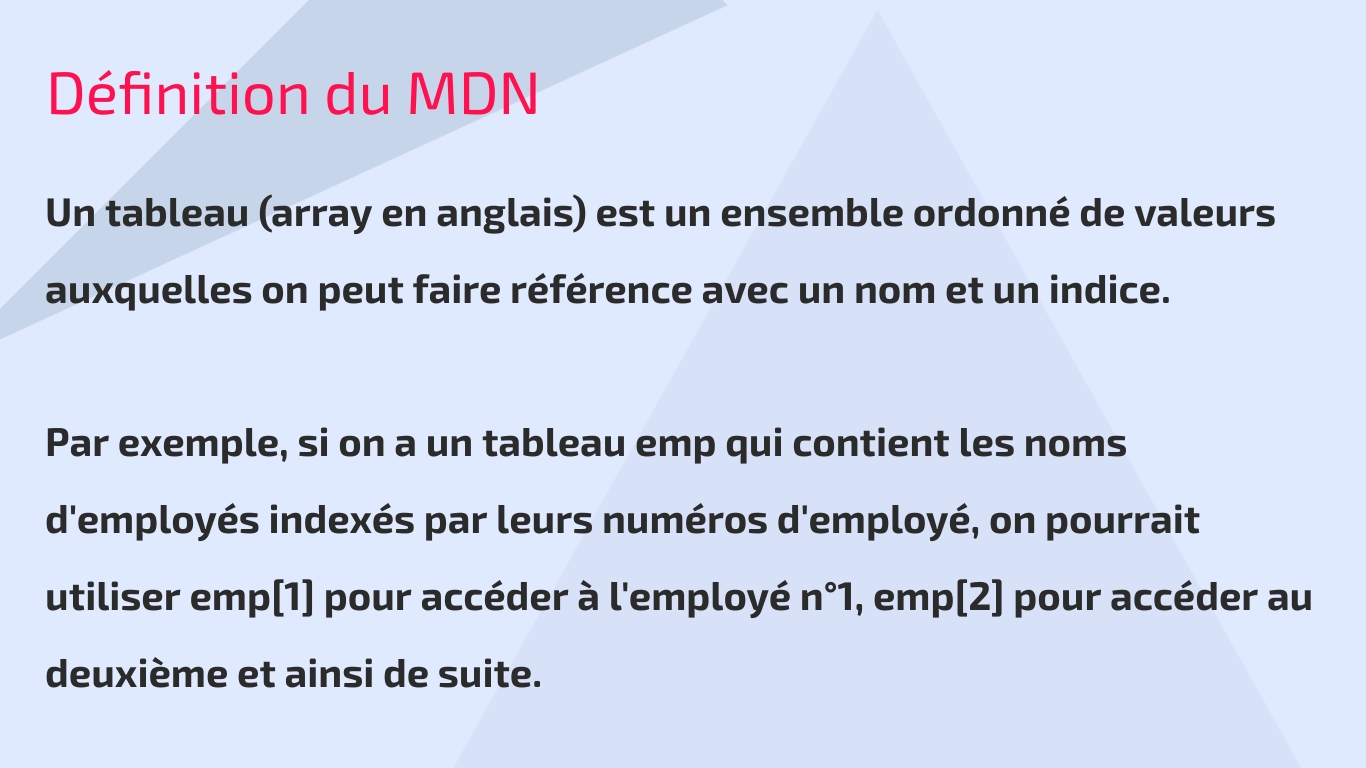 Définition du MDN
Un tableau (array en anglais) est un ensemble ordonné de valeurs
auxquelles on peut faire référence avec un nom et un indice.
Par exemple, si on a un tableau emp qui contient les noms
d'employés indexés par leurs numéros d'employé, on pourrait
utiliser emp[1] pour accéder à l'employé n°1, emp[2] pour accéder au
deuxième et ainsi de suite.